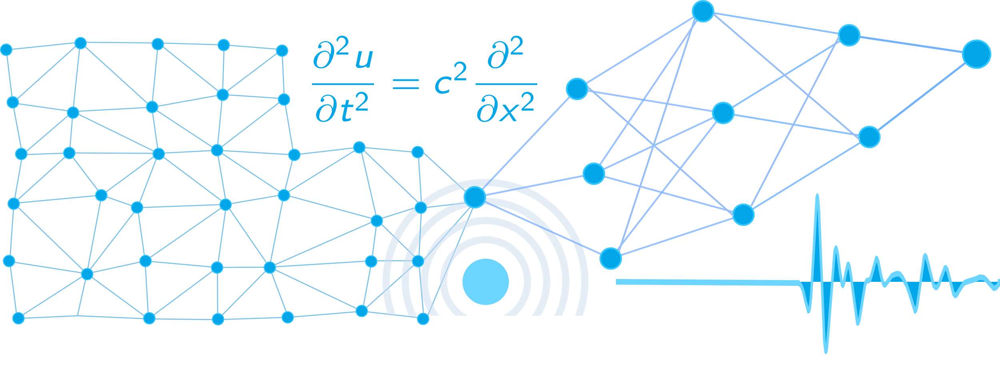 ∂²u/∂t² = c² ∂²/∂x²